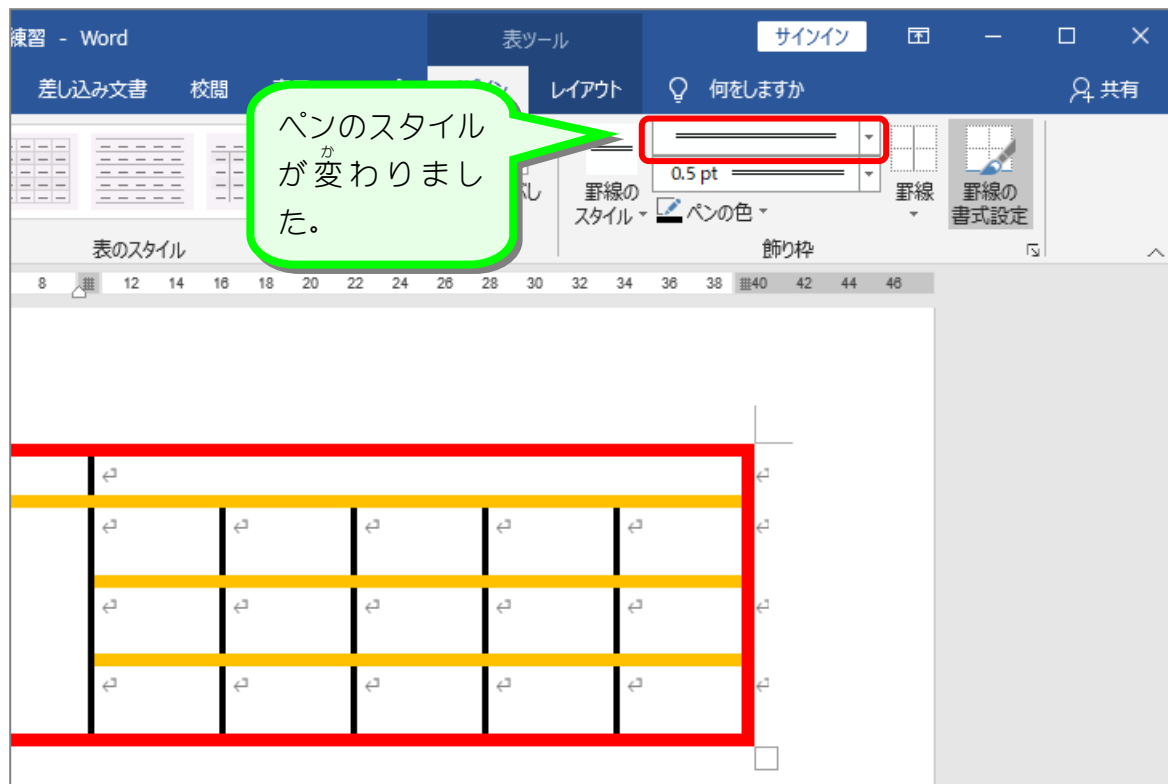 練習 - Word
表ツール
サインイン
差し込み文書 校閲 レイアウト 何をしますか 共有
ペンのスタイル
が変わりまし
た。
か
0.5 pt
罫線の
スタイル
ペンの色
罫線
罫線の
書式設定
表のスタイル
飾り枠
8 12 14 16 18 20 22 24 26 28 30 32 34 36 38 40 42 44 46